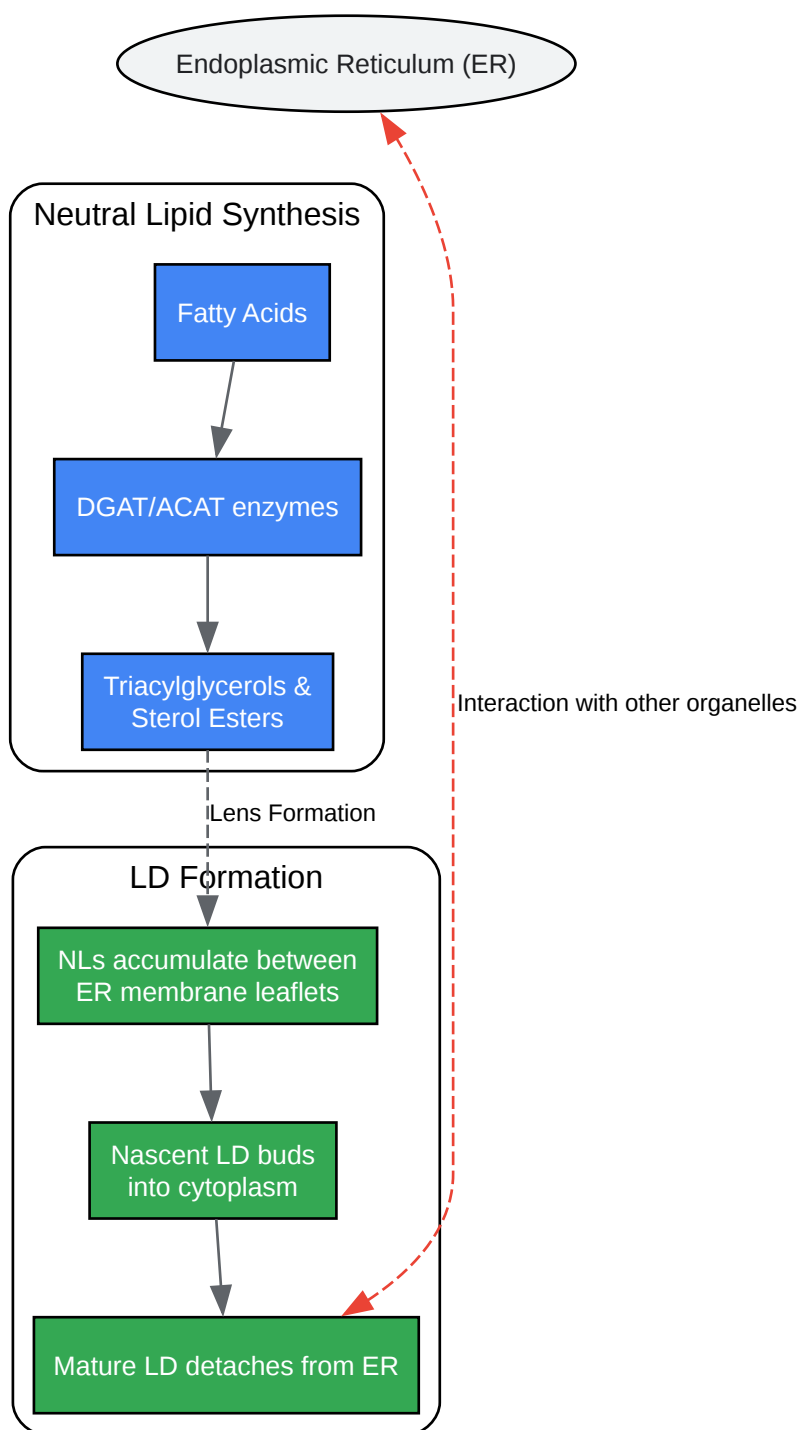 Endoplasmic Reticulum (ER)
Neutral Lipid Synthesis
Fatty Acids
DGAT/ACAT enzymes
Triacylglycerols &
Sterol Esters
Interaction with other organelles
Lens Formation
LD Formation
NLs accumulate between
ER membrane leaflets
Nascent LD buds
into cytoplasm
Mature LD detaches from ER